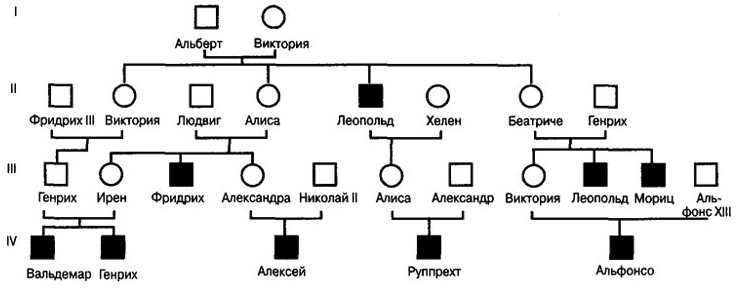 I
Альберт Виктория
II
Фридрих III Виктория Людвиг Алиса Леопольд Хелен Беатриче Генрих
III
Генрих Ирен Фридрих Александра Николай II Алиса Александр Виктория Леопольд Мориц Аль-
фонс XIII
IV
Вальдемар Генрих Алексей Руппрехт Альфонсо